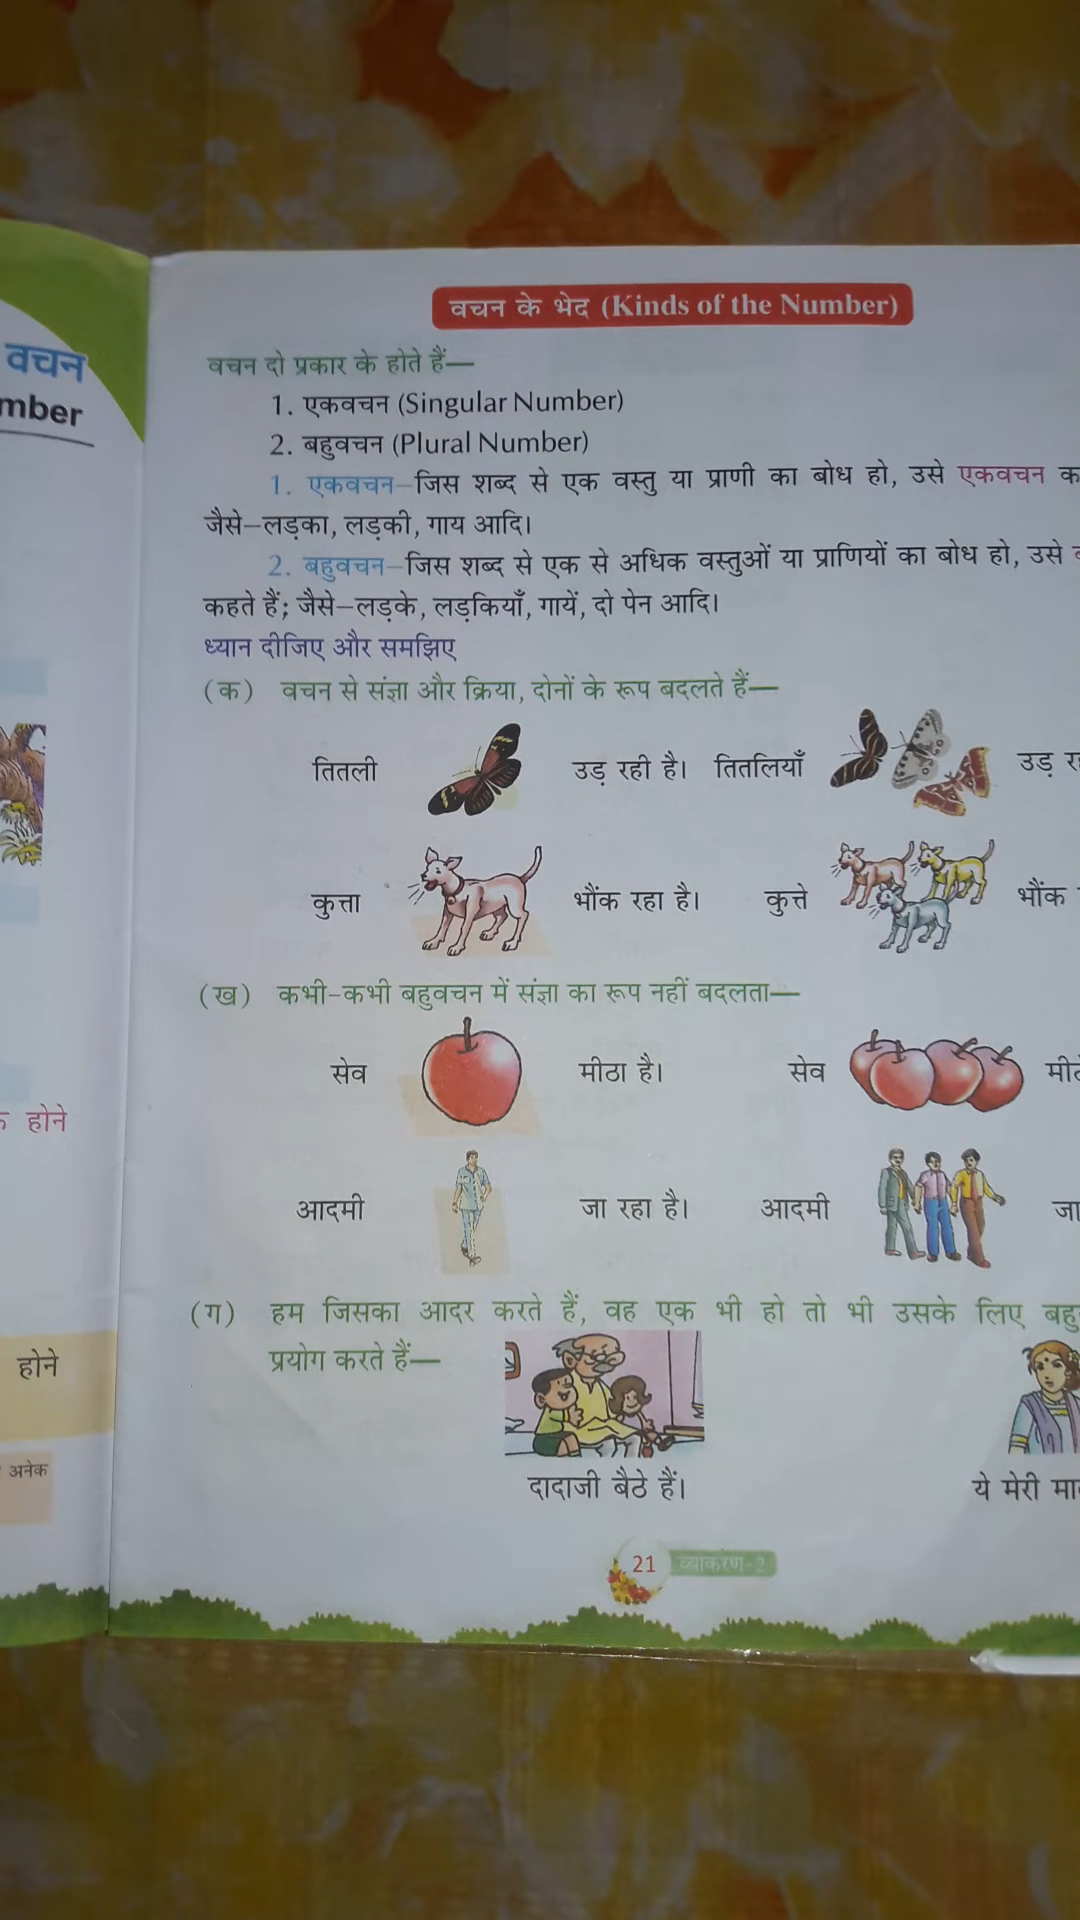 वचन
mber
होने
होने
अनेक
वचन के भेद (Kinds of the Number)
वचन दो प्रकार के होते हैं—
1. एकवचन (Singular Number)
2. बहुवचन (Plural Number)
1. एकवचन–जिस शब्द से एक वस्तु या प्राणी का बोध हो, उसे एकवचन क
जैसे–लड़का, लड़की, गाय आदि।
2. बहुवचन–जिस शब्द से एक से अधिक वस्तुओं या प्राणियों का बोध हो, उसे
कहते हैं; जैसे–लड़के, लड़कियाँ, गायें, दो पेन आदि।
ध्यान दीजिए और समझिए
(क) वचन से संज्ञा और क्रिया, दोनों के रूप बदलते हैं—
तितली उड़ रही है। तितलियाँ उड़ र
कुत्ता भौंक रहा है। कुत्ते भौंक
(ख) कभी-कभी बहुवचन में संज्ञा का रूप नहीं बदलता—
सेव मीठा है। सेव मी
आदमी जा रहा है। आदमी जा
(ग) हम जिसका आदर करते हैं, वह एक भी हो तो भी उसके लिए बहु
प्रयोग करते हैं—
दादाजी बैठे हैं। ये मेरी मा
21 व्याकरण-2